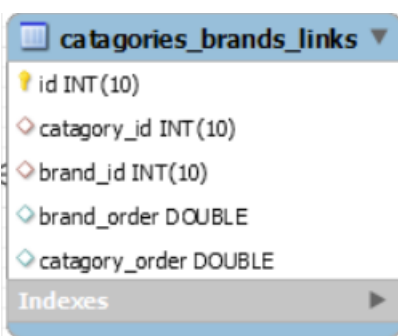 catagories_brands_links
id INT(10)
catagory_id INT(10)
brand_id INT(10)
brand_order DOUBLE
catagory_order DOUBLE
Indexes